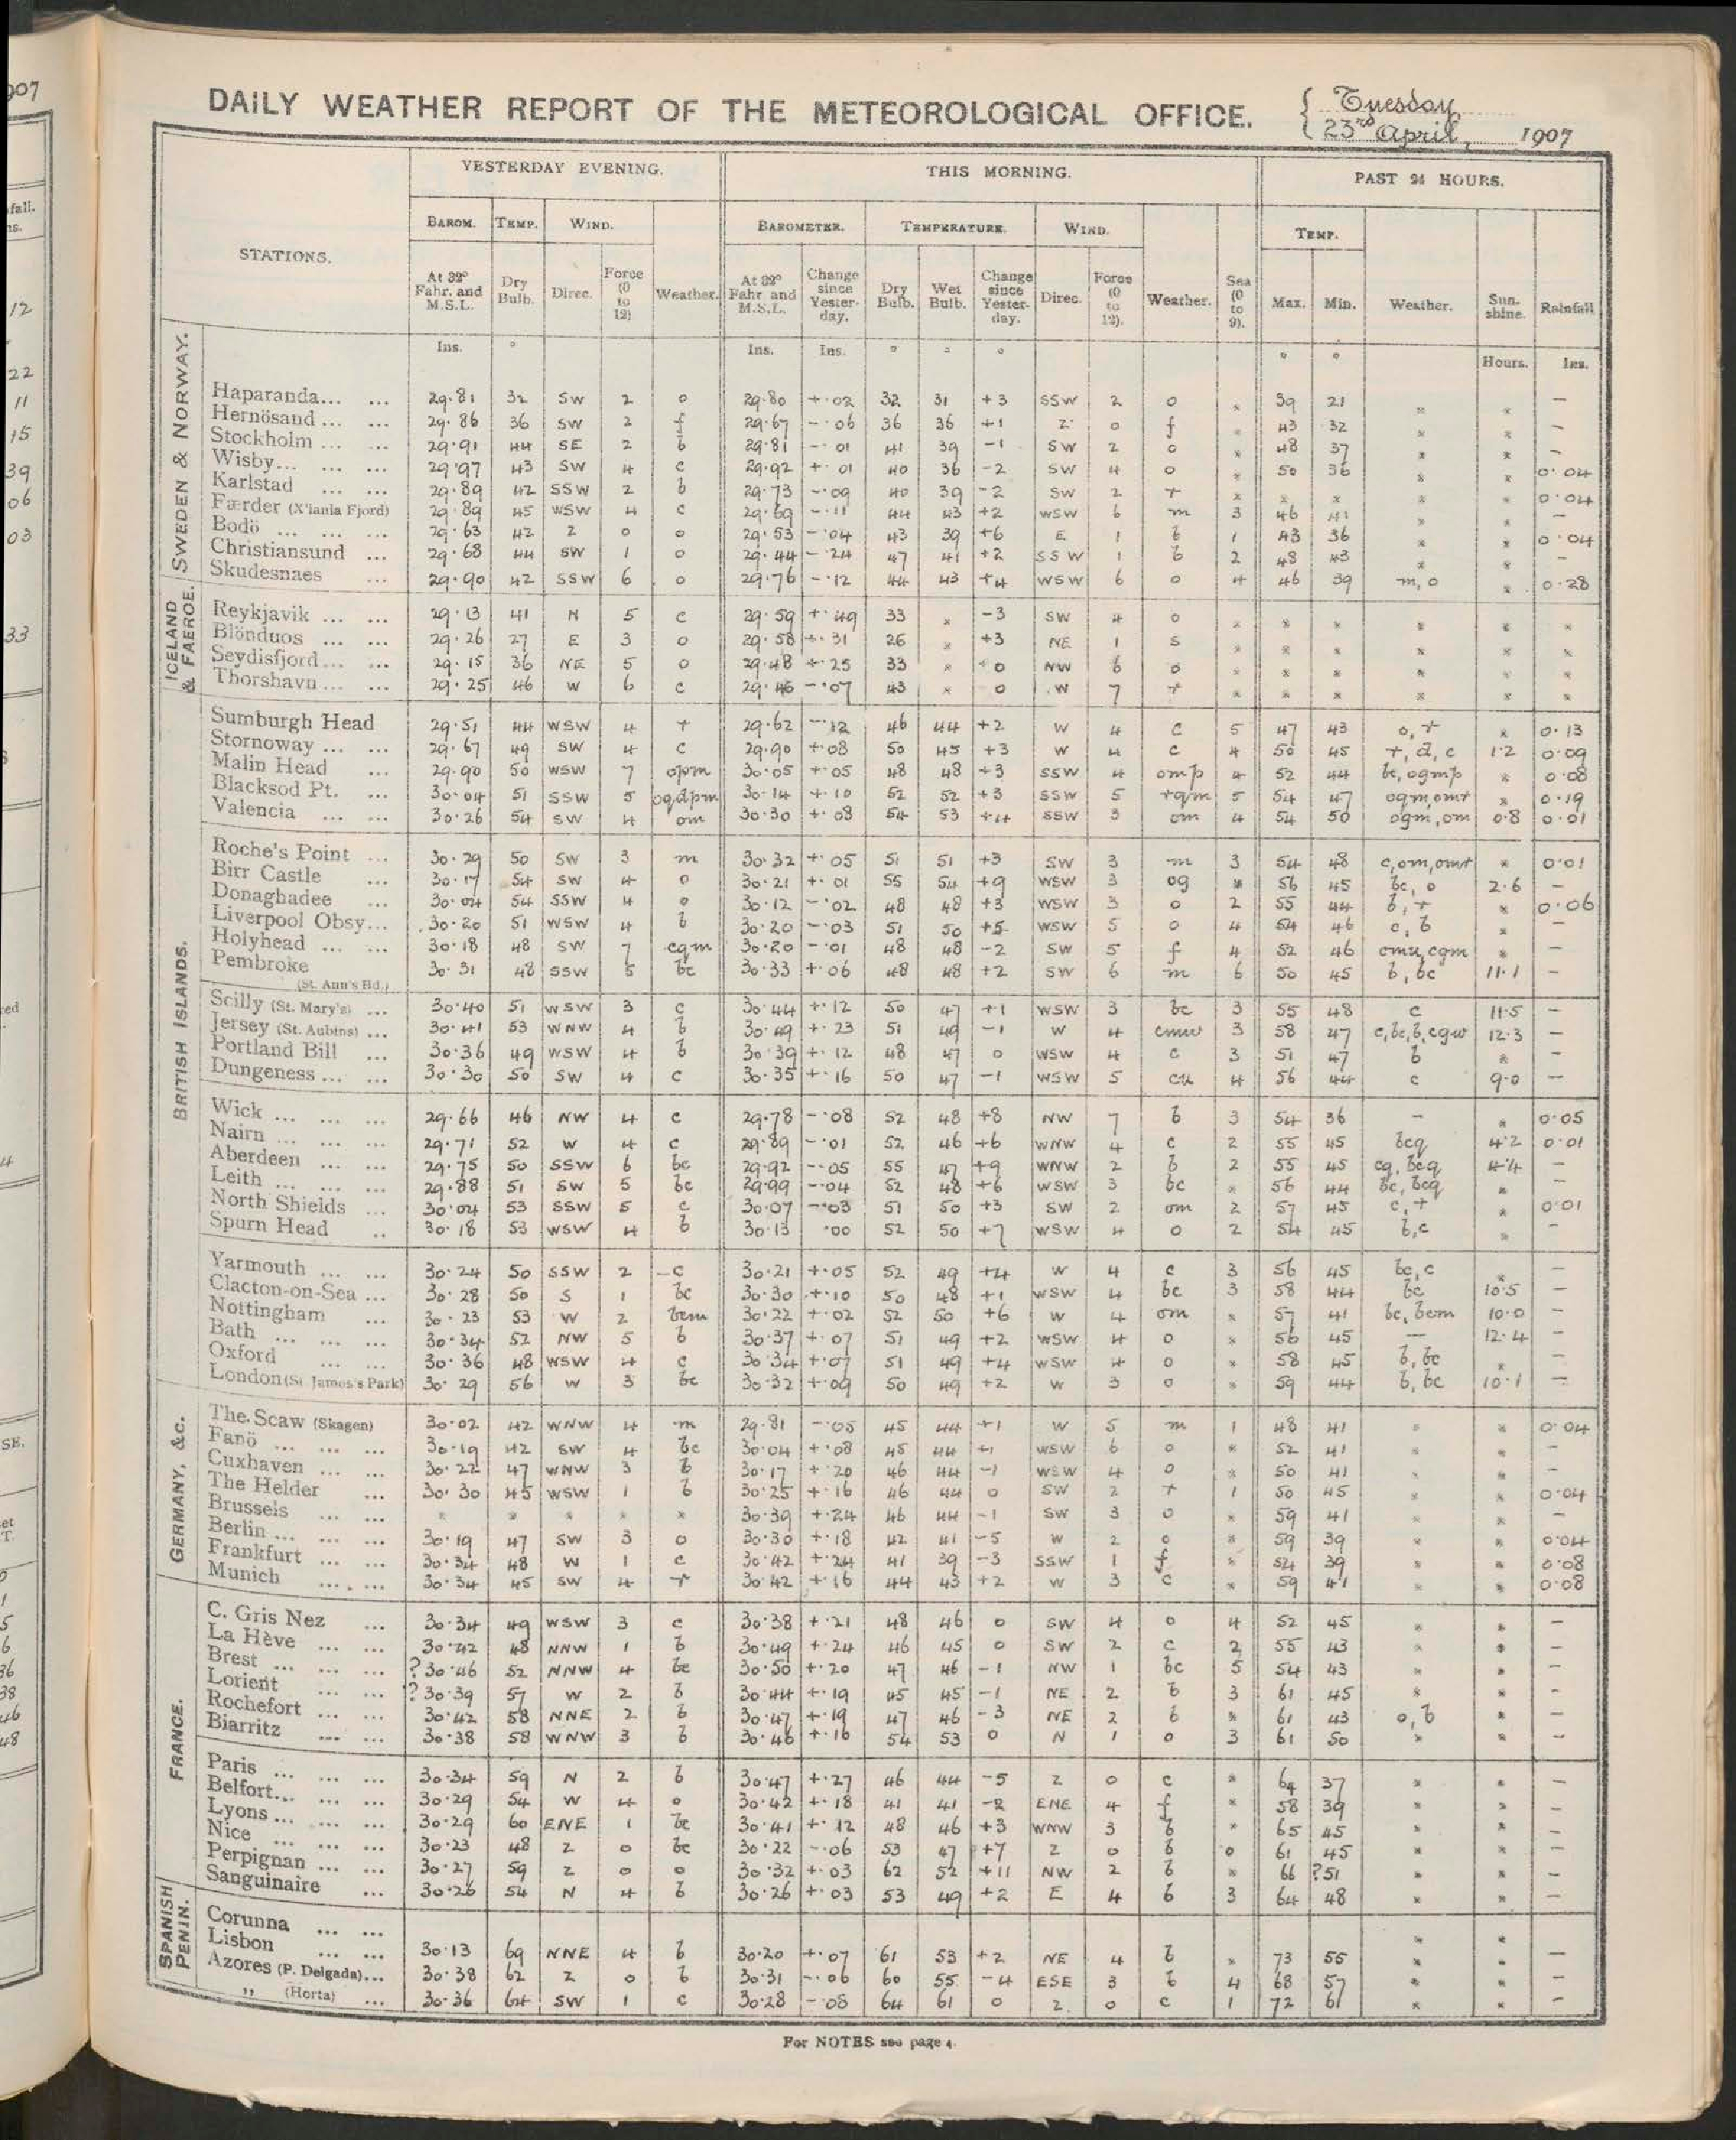 DAILY WEATHER REPORT OF THE METEOROLOGICAL OFFICE. { Tuesday 23rd April, 1907
YESTERDAY EVENING. THIS MORNING. PAST 24 HOURS.
STATIONS. BAROM. TEMP. WIND. Weather. BAROMETER. TEMPERATURE. WIND. Weather. Sea (0 to 9). TEMP. Weather. Sunshine. Rainfall
At 32° Fahr. and M.S.L. Dry Bulb. Direc. Force (0 to 12) At 32° Fahr. and M.S.L. Change since Yesterday. Dry Bulb. Wet Bulb. Change since Yesterday. Direc. Force (0 to 12). Max. Min.
Ins. ° Ins. Ins. ° ° ° ° ° Hours. Ins.
SWEDEN & NORWAY.
Haparanda... ... 29.81 32 SW 2 o 29.80 +.02 32 31 +3 SSW 2 o * 39 21 * * —
Hernösand ... ... 29.86 36 SW 2 f 29.67 -.06 36 36 +1 Z 0 f * 43 32 * * —
Stockholm ... ... 29.91 44 SE 2 b 29.81 -.01 41 39 -1 SW 2 o * 48 37 * * —
Wisby... ... ... 29.97 43 SW 4 c 29.92 +.01 40 36 -2 SW 4 o * 50 36 * * 0.04
Karlstad ... ... 29.89 42 SSW 2 b 29.73 -.09 40 39 -2 SW 2 r * * * * * 0.04
Færder (X'iania Fjord) 29.89 45 WSW 4 c 29.69 -.11 44 43 +2 WSW 6 m 3 46 41 * * —
Bodö ... ... ... 29.63 42 Z 0 o 29.53 -.04 43 39 +6 E 1 b 1 43 36 * * 0.04
Christiansund ... 29.68 44 SW 1 o 29.44 -.24 47 41 +2 SSW 1 b 2 48 43 * *
Skudesnaes ... 29.90 42 SSW 6 o 29.76 -.12 44 43 +4 WSW 6 o 4 46 39 m, o * 0.28
ICELAND & FAEROE.
Reykjavik ... ... 29.13 41 N 5 c 29.59 +.49 33 * -3 SW 4 o * * * * * *
Blönduos ... ... 29.26 27 E 3 o 29.58 +.31 26 * +3 NE 1 s * * * * * *
Seydisfjord... ... 29.15 36 NE 5 o 29.48 +.25 33 * 0 NW 6 o * * * * * *
Thorshavn ... ... 29.25 46 W 6 c 29.46 -.07 43 * 0 W 7 r * * * * * *
BRITISH ISLANDS.
Sumburgh Head 29.51 44 WSW 4 r 29.62 -.12 46 44 +2 W 4 c 5 47 43 o, r * 0.13
Stornoway ... ... 29.67 49 SW 4 c 29.90 +.08 50 45 +3 W 4 c 4 50 45 r, d, c 1.2 0.09
Malin Head ... 29.90 50 WSW 7 opm 30.05 +.05 48 48 +3 SSW 4 omp 4 52 44 bc, ogmp * 0.08
Blacksod Pt. ... 30.04 51 SSW 5 ogdpm 30.14 +.10 52 52 +3 SSW 5 rqm 5 54 47 oqm, omr * 0.19
Valencia ... ... 30.26 54 SW 4 om 30.30 +.08 54 53 +4 SSW 3 om 4 54 50 ogm, om 0.8 0.01
Roche's Point ... 30.29 50 SW 3 m 30.32 +.05 51 51 +3 SW 3 m 3 54 48 c, om, omr * 0.01
Birr Castle ... 30.17 54 SW 4 o 30.21 +.01 55 54 +9 WSW 3 og * 56 45 bc, o 2.6 —
Donaghadee ... 30.04 54 SSW 4 o 30.12 -.02 48 48 +3 WSW 3 o 2 55 44 b, r * 0.06
Liverpool Obsy... 30.20 51 WSW 4 b 30.20 -.03 51 50 +5 WSW 5 o 4 54 46 c, b * —
Holyhead ... ... 30.18 48 SW 7 cqm 30.20 -.01 48 48 -2 SW 5 f 4 52 46 cmu, cgm * —
Pembroke (St. Ann's Hd.) 30.31 48 SSW 5 bc 30.33 +.06 48 48 +2 SW 6 m 6 50 45 b, bc 11.1 —
Scilly (St. Mary's) ... 30.40 51 WSW 3 c 30.44 +.12 50 47 +1 WSW 3 bc 3 55 48 c 11.5 —
Jersey (St. Aubins) ... 30.41 53 WNW 4 b 30.49 +.23 51 49 -1 W 4 cmw 3 58 47 c, bc, b, cgw 12.3 —
Portland Bill ... 30.36 49 WSW 4 b 30.39 +.12 48 47 0 WSW 4 c 3 51 47 b * —
Dungeness ... ... 30.30 50 SW 4 c 30.35 +.16 50 47 -1 WSW 5 cu 4 56 44 c 9.0 —
Wick ... ... ... 29.66 46 NW 4 c 29.78 -.08 52 48 +8 NW 7 b 3 54 36 — * 0.05
Nairn ... ... ... 29.71 52 W 4 c 29.89 -.01 52 46 +6 WNW 4 c 2 55 45 bcq 4.2 0.01
Aberdeen ... ... 29.75 50 SSW 6 bc 29.92 -.05 55 47 +9 WNW 2 b 2 55 45 cq, bcq 4.4 —
Leith ... ... ... 29.88 51 SW 5 bc 29.99 -.04 52 48 +6 WSW 3 bc * 56 44 bc, bcq * —
North Shields ... 30.04 53 SSW 5 c 30.07 -.03 51 50 +3 SW 2 om 2 57 45 c, r * 0.01
Spurn Head .. 30.18 53 WSW 4 b 30.13 .00 52 50 +7 WSW 4 o 2 54 45 b, c * —
Yarmouth ... ... 30.24 50 SSW 2 c 30.21 +.05 52 49 +4 W 4 c 3 56 45 bc, c * —
Clacton-on-Sea ... 30.28 50 S 1 bc 30.30 +.10 50 48 +1 WSW 4 bc 3 58 44 bc 10.5 —
Nottingham ... 30.23 53 W 2 bcm 30.22 +.02 52 50 +6 W 4 om * 57 41 bc, bcm 10.0 —
Bath ... ... ... 30.34 52 NW 5 b 30.37 +.07 51 49 +2 WSW 4 o * 56 45 — 12.4 —
Oxford ... ... 30.36 48 WSW 4 c 30.34 +.07 51 49 +4 WSW 4 o * 58 45 b, bc * —
London (St James's Park) 30.29 56 W 3 bc 30.32 +.09 50 49 +2 W 3 o * 59 44 b, bc 10.1 —
GERMANY, &c.
The Scaw (Skagen) 30.02 42 WNW 4 m 29.81 -.05 45 44 +1 W 5 m 1 48 41 * * 0.04
Fanö ... ... ... 30.19 42 SW 4 bc 30.04 +.08 45 44 +1 WSW 6 o * 52 41 * * —
Cuxhaven ... ... 30.22 47 WNW 3 b 30.17 +.20 46 44 -1 WSW 4 o * 50 41 * * —
The Helder ... 30.30 45 WSW 1 b 30.25 +.16 46 44 0 SW 2 r 1 50 45 * * 0.04
Brussels ... ... * * * * * 30.39 +.24 46 44 -1 SW 3 o * 59 41 * * —
Berlin ... ... ... 30.19 47 SW 3 o 30.30 +.18 42 41 -5 W 2 o * 59 39 * * 0.04
Frankfurt ... ... 30.34 48 W 1 c 30.42 +.24 41 39 -3 SSW 1 f * 54 39 * * 0.08
Munich ... ... 30.34 45 SW 4 r 30.42 +.16 44 43 +2 W 3 c * 59 41 * * 0.08
FRANCE.
C. Gris Nez ... 30.34 49 WSW 3 c 30.38 +.21 48 46 0 SW 4 o 4 52 45 * * —
La Hève ... ... 30.42 48 NNW 1 b 30.49 +.24 46 45 0 SW 2 c 2 55 43 * * —
Brest ... ... ... ?30.46 52 NNW 4 bc 30.50 +.20 47 46 -1 NW 1 bc 5 54 43 * * —
Lorient ... ... ?30.39 57 W 2 b 30.44 +.19 45 45 -1 NE 2 b 3 61 45 * * —
Rochefort ... ... 30.42 58 NNE 2 b 30.47 +.19 47 46 -3 NE 2 b * 61 43 o, b * —
Biarritz ... ... 30.38 58 WNW 3 b 30.46 +.16 54 53 0 N 1 o 3 61 50 * * —
Paris ... ... ... 30.34 59 N 2 b 30.47 +.27 46 44 -5 Z 0 c * 64 37 * * —
Belfort... ... ... 30.29 54 W 4 o 30.42 +.18 41 41 -2 ENE 4 f * 58 39 * * —
Lyons ... ... ... 30.29 60 ENE 1 bc 30.41 +.12 48 46 +3 WNW 3 b * 65 45 * * —
Nice ... ... ... 30.23 48 Z 0 bc 30.22 -.06 53 47 +7 Z 0 b 0 61 45 * * —
Perpignan ... ... 30.27 59 Z 0 o 30.32 +.03 62 52 +11 NW 2 b * 66 ?51 * * —
Sanguinaire ... 30.26 54 N 4 b 30.26 +.03 53 49 +2 E 4 b 3 64 48 * * —
SPANISH PENIN.
Corunna ... ... * *
Lisbon ... ... 30.13 69 NNE 4 b 30.20 +.07 61 53 +2 NE 4 b * 73 55 * * —
Azores (P. Delgada)... 30.38 62 Z 0 b 30.31 -.06 60 55 -4 ESE 3 b 4 68 57 * * —
" (Horta) ... 30.36 64 SW 1 c 30.28 -.08 64 61 0 Z 0 c 1 72 61 * * —
For NOTES see page 4.